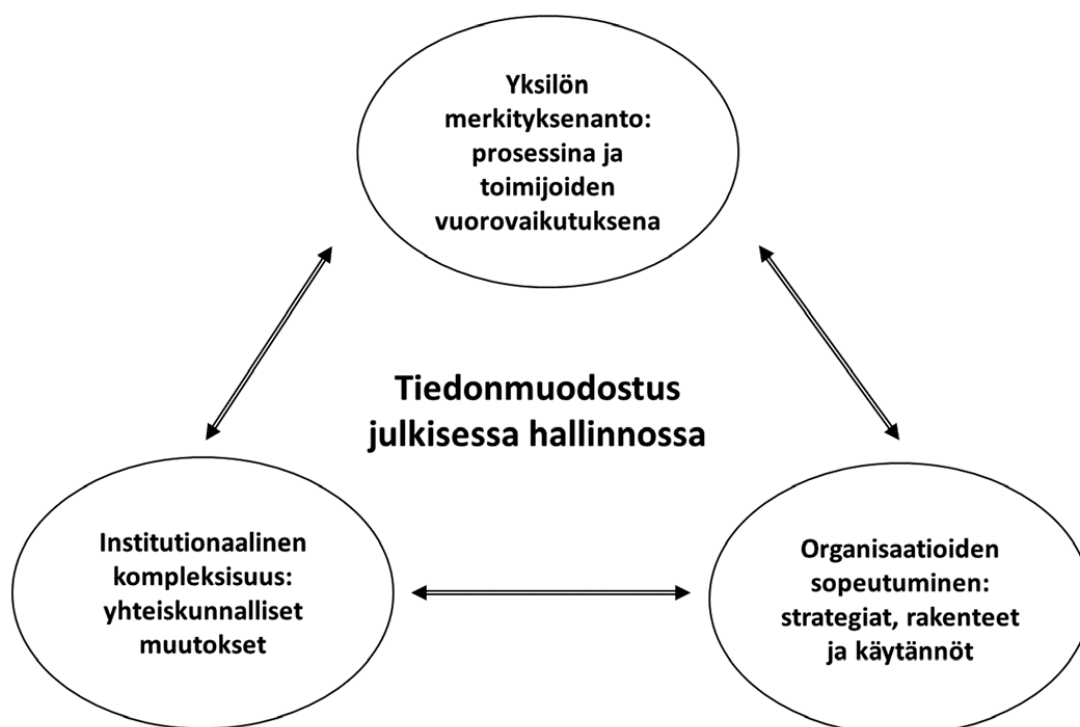 Yksilön
merkityksenanto:
prosessina ja
toimijoiden
vuorovaikutuksena
Tiedonmuodostus
julkisessa hallinnossa
Institutionaalinen
kompleksisuus:
yhteiskunnalliset
muutokset
Organisaatioiden
sopeutuminen:
strategiat, rakenteet
ja käytännöt